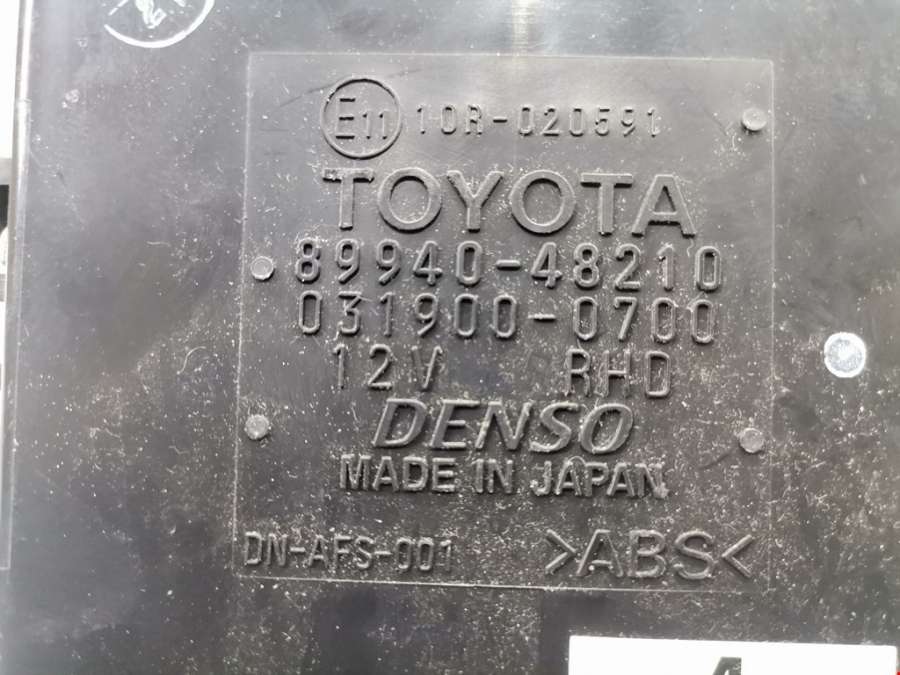 E11 10R-020591
TOYOTA
89940-48210
031900-0700
12V RHD
DENSO
MADE IN JAPAN
DN-AFS-001 >ABS<